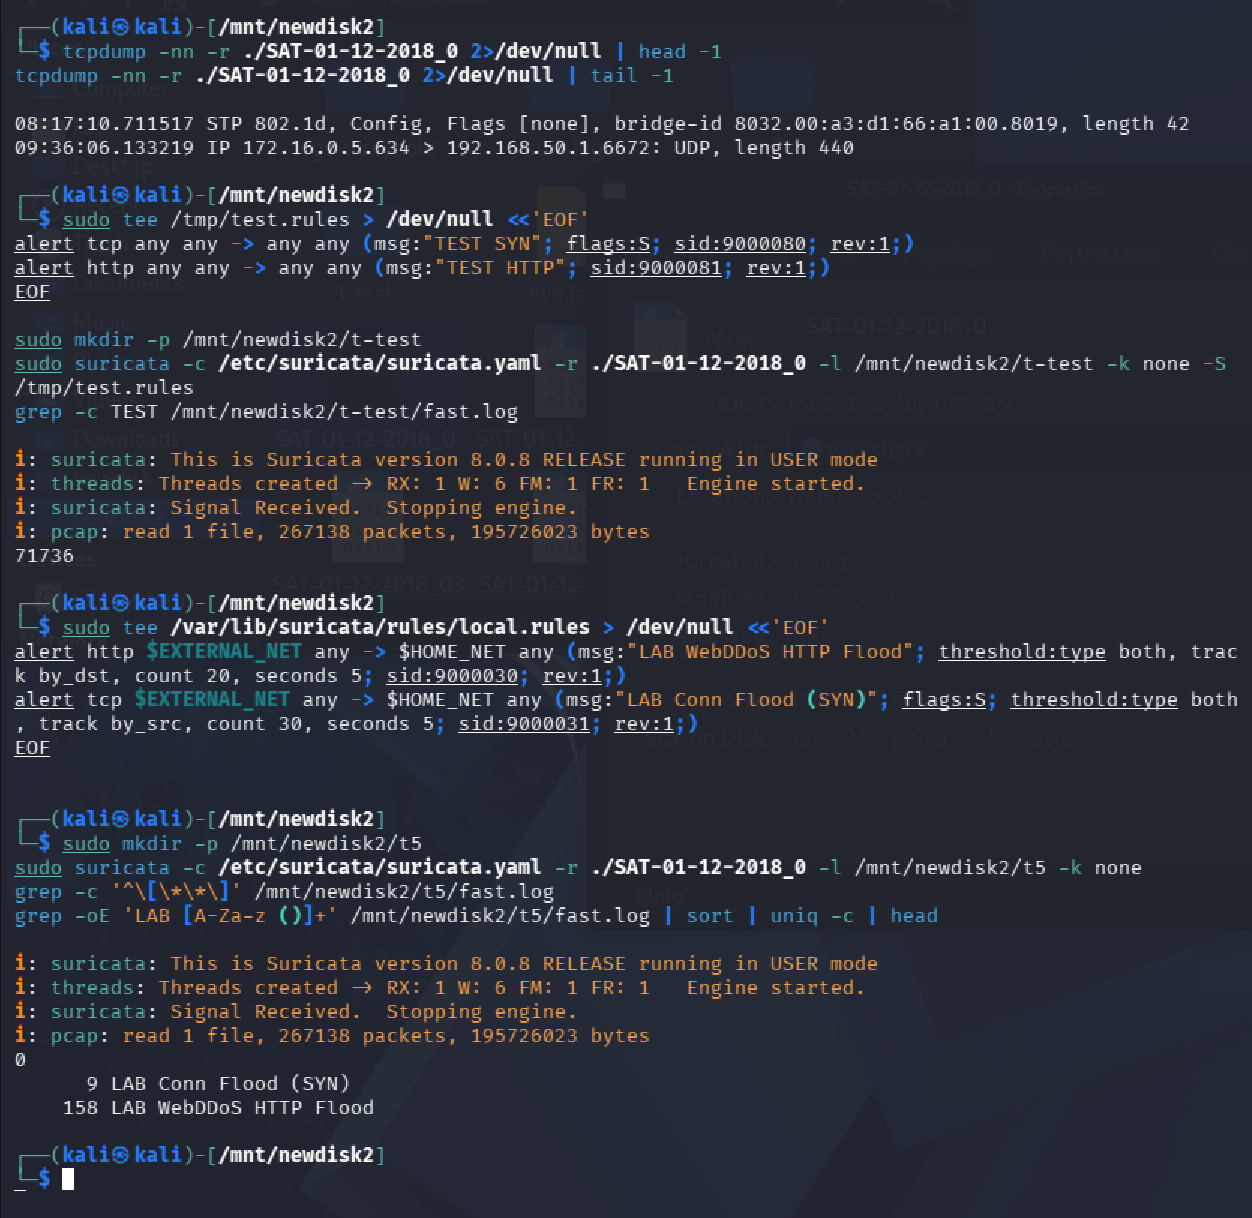 ┌──(kali㉿kali)-[/mnt/newdisk2]
└─$ tcpdump -nn -r ./SAT-01-12-2018_0 2>/dev/null | head -1
tcpdump -nn -r ./SAT-01-12-2018_0 2>/dev/null | tail -1
08:17:10.711517 STP 802.1d, Config, Flags [none], bridge-id 8032.00:a3:d1:66:a1:00.8019, length 42
09:36:06.133219 IP 172.16.0.5.634 > 192.168.50.1.6672: UDP, length 440
┌──(kali㉿kali)-[/mnt/newdisk2]
└─$ sudo tee /tmp/test.rules > /dev/null <<'EOF'
alert tcp any any -> any any (msg:"TEST SYN"; flags:S; sid:9000080; rev:1;)
alert http any any -> any any (msg:"TEST HTTP"; sid:9000081; rev:1;)
EOF
sudo mkdir -p /mnt/newdisk2/t-test
sudo suricata -c /etc/suricata/suricata.yaml -r ./SAT-01-12-2018_0 -l /mnt/newdisk2/t-test -k none -S
/tmp/test.rules
grep -c TEST /mnt/newdisk2/t-test/fast.log
i: suricata: This is Suricata version 8.0.8 RELEASE running in USER mode
i: threads: Threads created -> RX: 1 W: 6 FM: 1 FR: 1   Engine started.
i: suricata: Signal Received.  Stopping engine.
i: pcap: read 1 file, 267138 packets, 195726023 bytes
71736
┌──(kali㉿kali)-[/mnt/newdisk2]
└─$ sudo tee /var/lib/suricata/rules/local.rules > /dev/null <<'EOF'
alert http $EXTERNAL_NET any -> $HOME_NET any (msg:"LAB WebDDoS HTTP Flood"; threshold:type both, trac
k by_dst, count 20, seconds 5; sid:9000030; rev:1;)
alert tcp $EXTERNAL_NET any -> $HOME_NET any (msg:"LAB Conn Flood (SYN)"; flags:S; threshold:type both
, track by_src, count 30, seconds 5; sid:9000031; rev:1;)
EOF
┌──(kali㉿kali)-[/mnt/newdisk2]
└─$ sudo mkdir -p /mnt/newdisk2/t5
sudo suricata -c /etc/suricata/suricata.yaml -r ./SAT-01-12-2018_0 -l /mnt/newdisk2/t5 -k none
grep -c '^\[\*\*\]' /mnt/newdisk2/t5/fast.log
grep -oE 'LAB [A-Za-z ()]+' /mnt/newdisk2/t5/fast.log | sort | uniq -c | head
i: suricata: This is Suricata version 8.0.8 RELEASE running in USER mode
i: threads: Threads created -> RX: 1 W: 6 FM: 1 FR: 1   Engine started.
i: suricata: Signal Received.  Stopping engine.
i: pcap: read 1 file, 267138 packets, 195726023 bytes
0
      9 LAB Conn Flood (SYN)
    158 LAB WebDDoS HTTP Flood
┌──(kali㉿kali)-[/mnt/newdisk2]
└─$